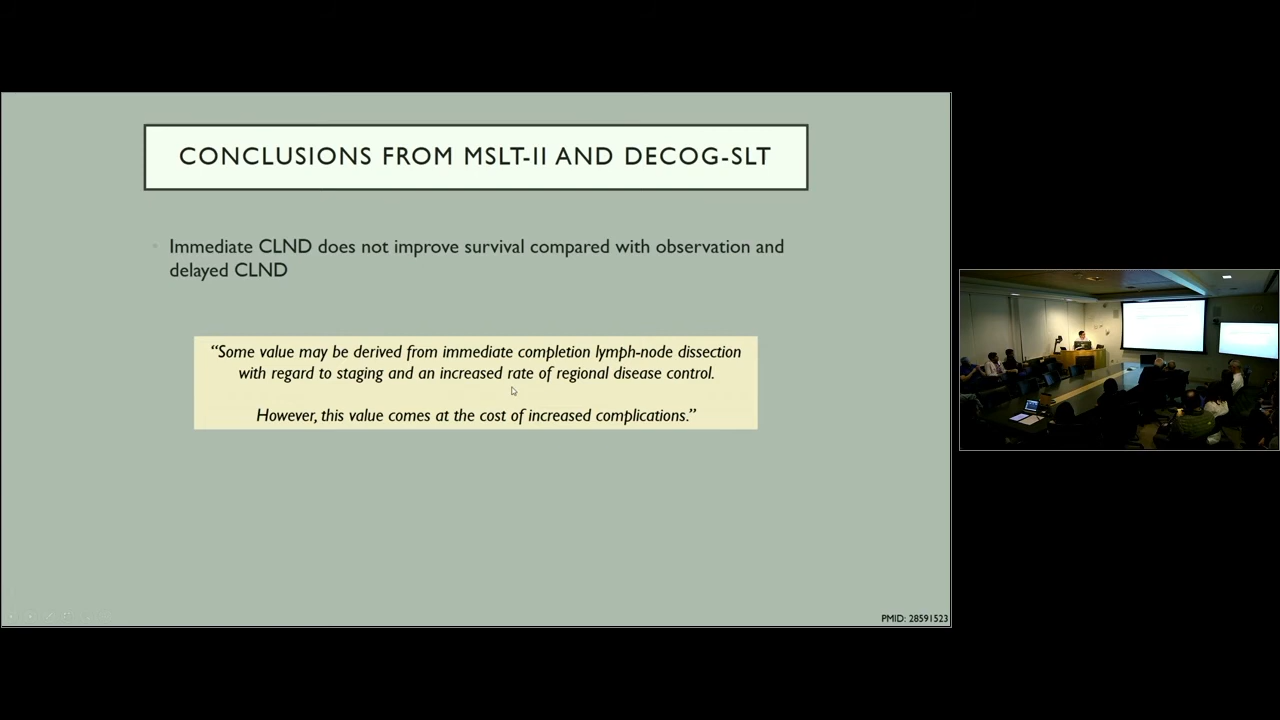 CONCLUSIONS FROM MSLT-II AND DECOG-SLT
Immediate CLND does not improve survival compared with observation and
delayed CLND
“Some value may be derived from immediate completion lymph-node dissection
with regard to staging and an increased rate of regional disease control.
However, this value comes at the cost of increased complications.”
PMID: 28591523